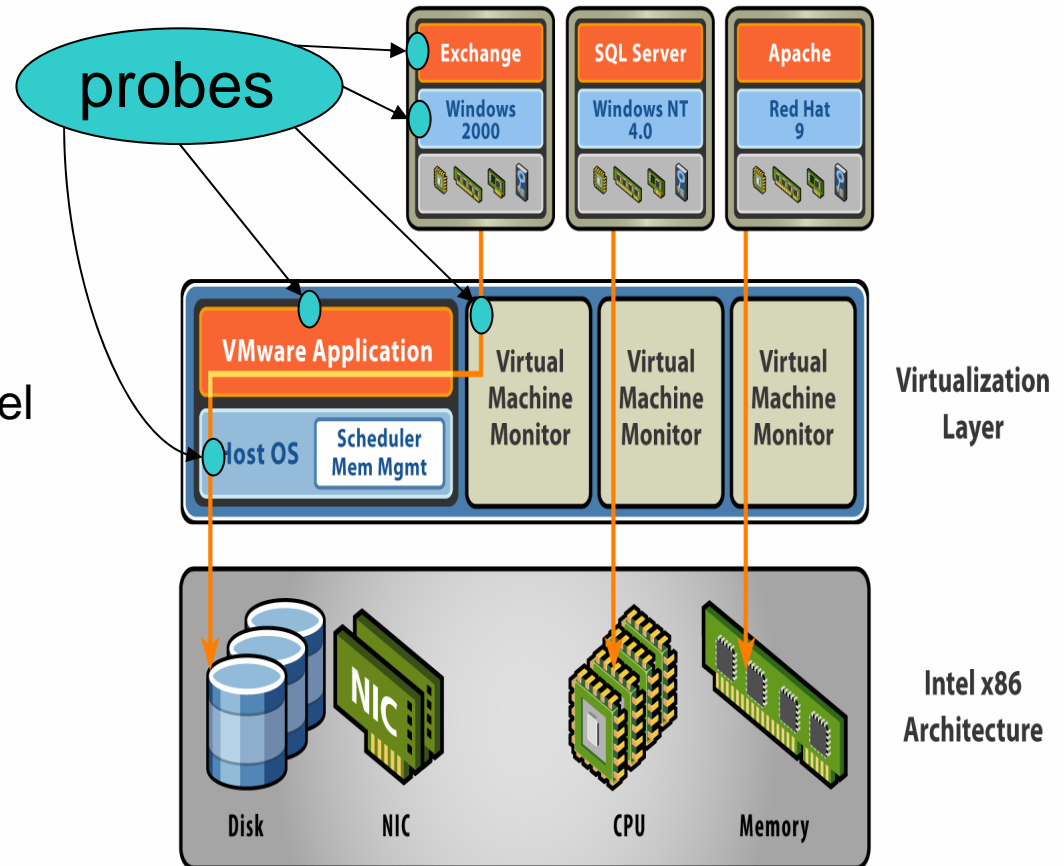 probes
Exchange
Windows
2000
SQL Server
Windows NT
4.0
Apache
Red Hat
9
VMware Application
Host OS
Scheduler
Mem Mgmt
Virtual
Machine
Monitor
Virtual
Machine
Monitor
Virtual
Machine
Monitor
Virtualization
Layer
el
NIC
Disk
NIC
CPU
Memory
Intel x86
Architecture